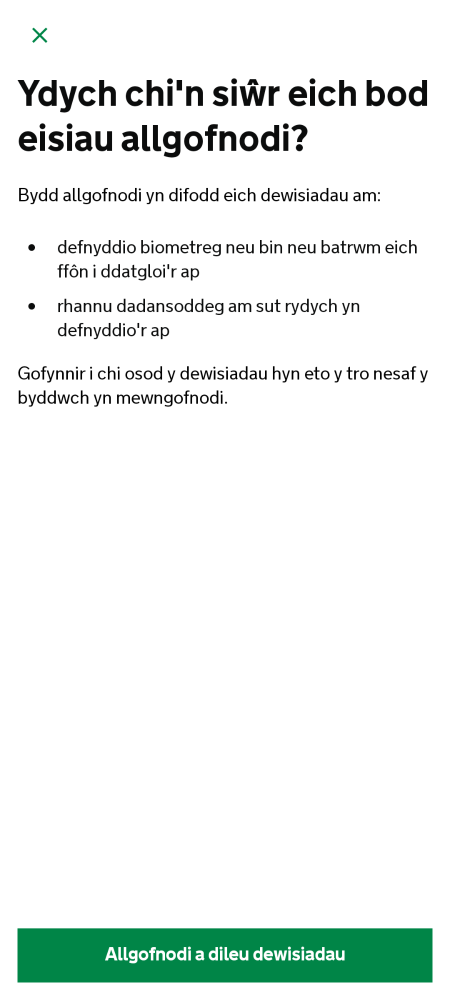 Ydych chi'n siŵr eich bod
eisiau allgofnodi?
Bydd allgofnodi yn difodd eich dewisiadau am:
• defnyddio biometreg neu bin neu batrwm eich
ffôn i ddatgloi'r ap
• rhannu dadansoddeg am sut rydych yn
defnyddio'r ap
Gofynnir i chi osod y dewisiadau hyn eto y tro nesaf y
byddwch yn mewngofnodi.
Allgofnodi a dileu dewisiadau